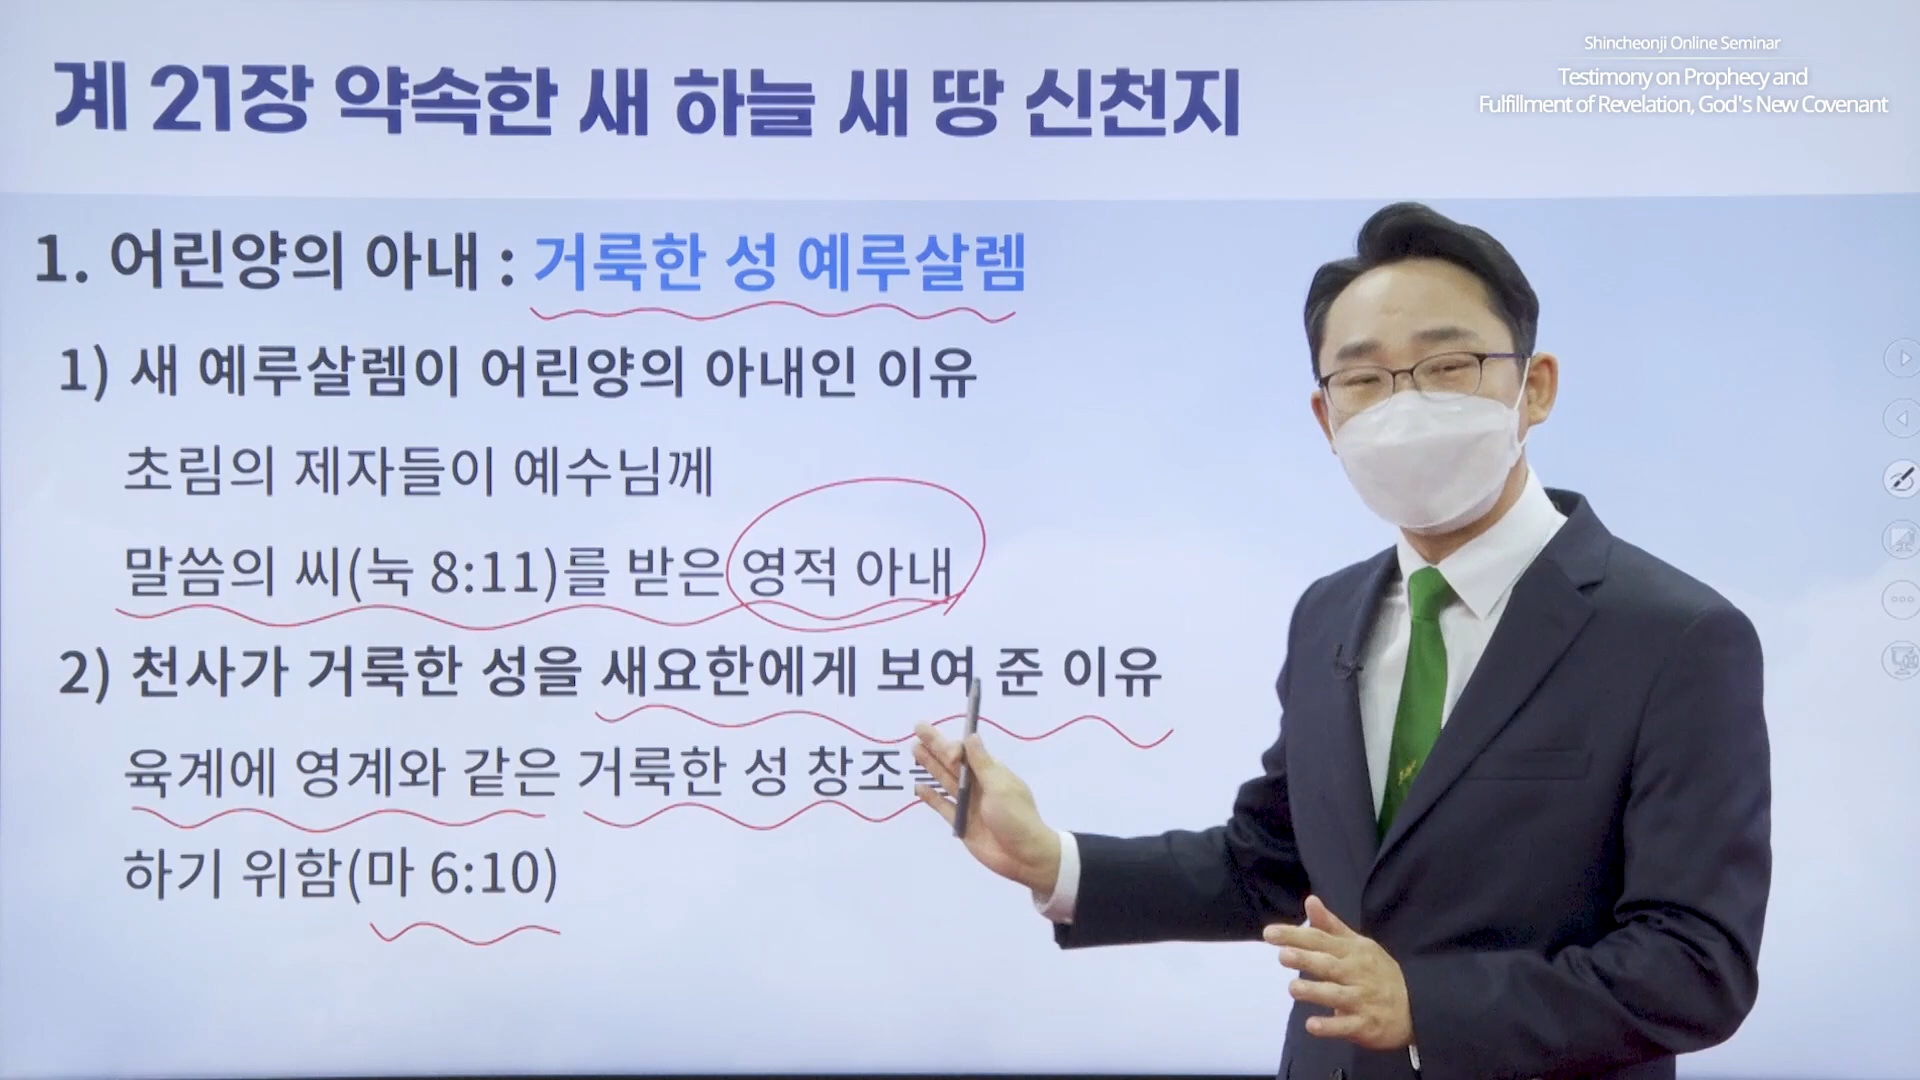 계 21장 약속한 새 하늘 새 땅 신천지
Shincheonji Online Seminar
Testimony on Prophecy and
Fulfillment of Revelation, God's New Covenant
1. 어린양의 아내 : 거룩한 성 예루살렘
1) 새 예루살렘이 어린양의 아내인 이유
초림의 제자들이 예수님께
말씀의 씨(눅 8:11)를 받은 영적 아내
2) 천사가 거룩한 성을 새요한에게 보여 준 이유
육계에 영계와 같은 거룩한 성 창조를
하기 위함(마 6:10)